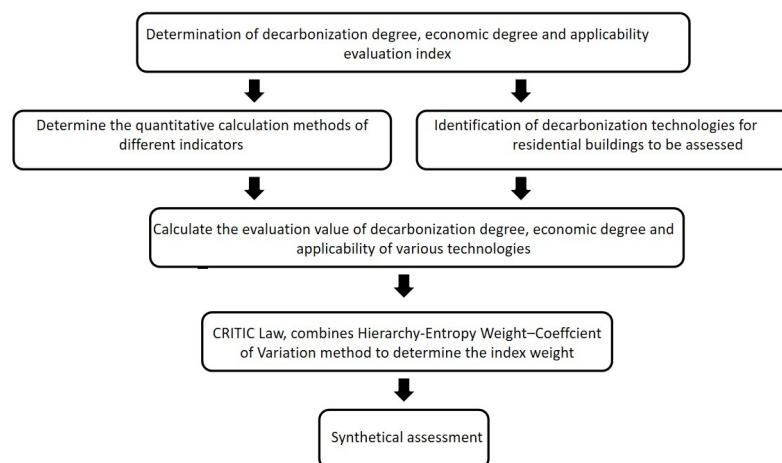 Determination of decarbonization degree, economic degree and applicability
evaluation index
Determine the quantitative calculation methods of
different indicators
Identification of decarbonization technologies for
residential buildings to be assessed
Calculate the evaluation value of decarbonization degree, economic degree and
applicability of various technologies
CRITIC Law, combines Hierarchy-Entropy Weight–Coeffcient
of Variation method to determine the index weight
Synthetical assessment